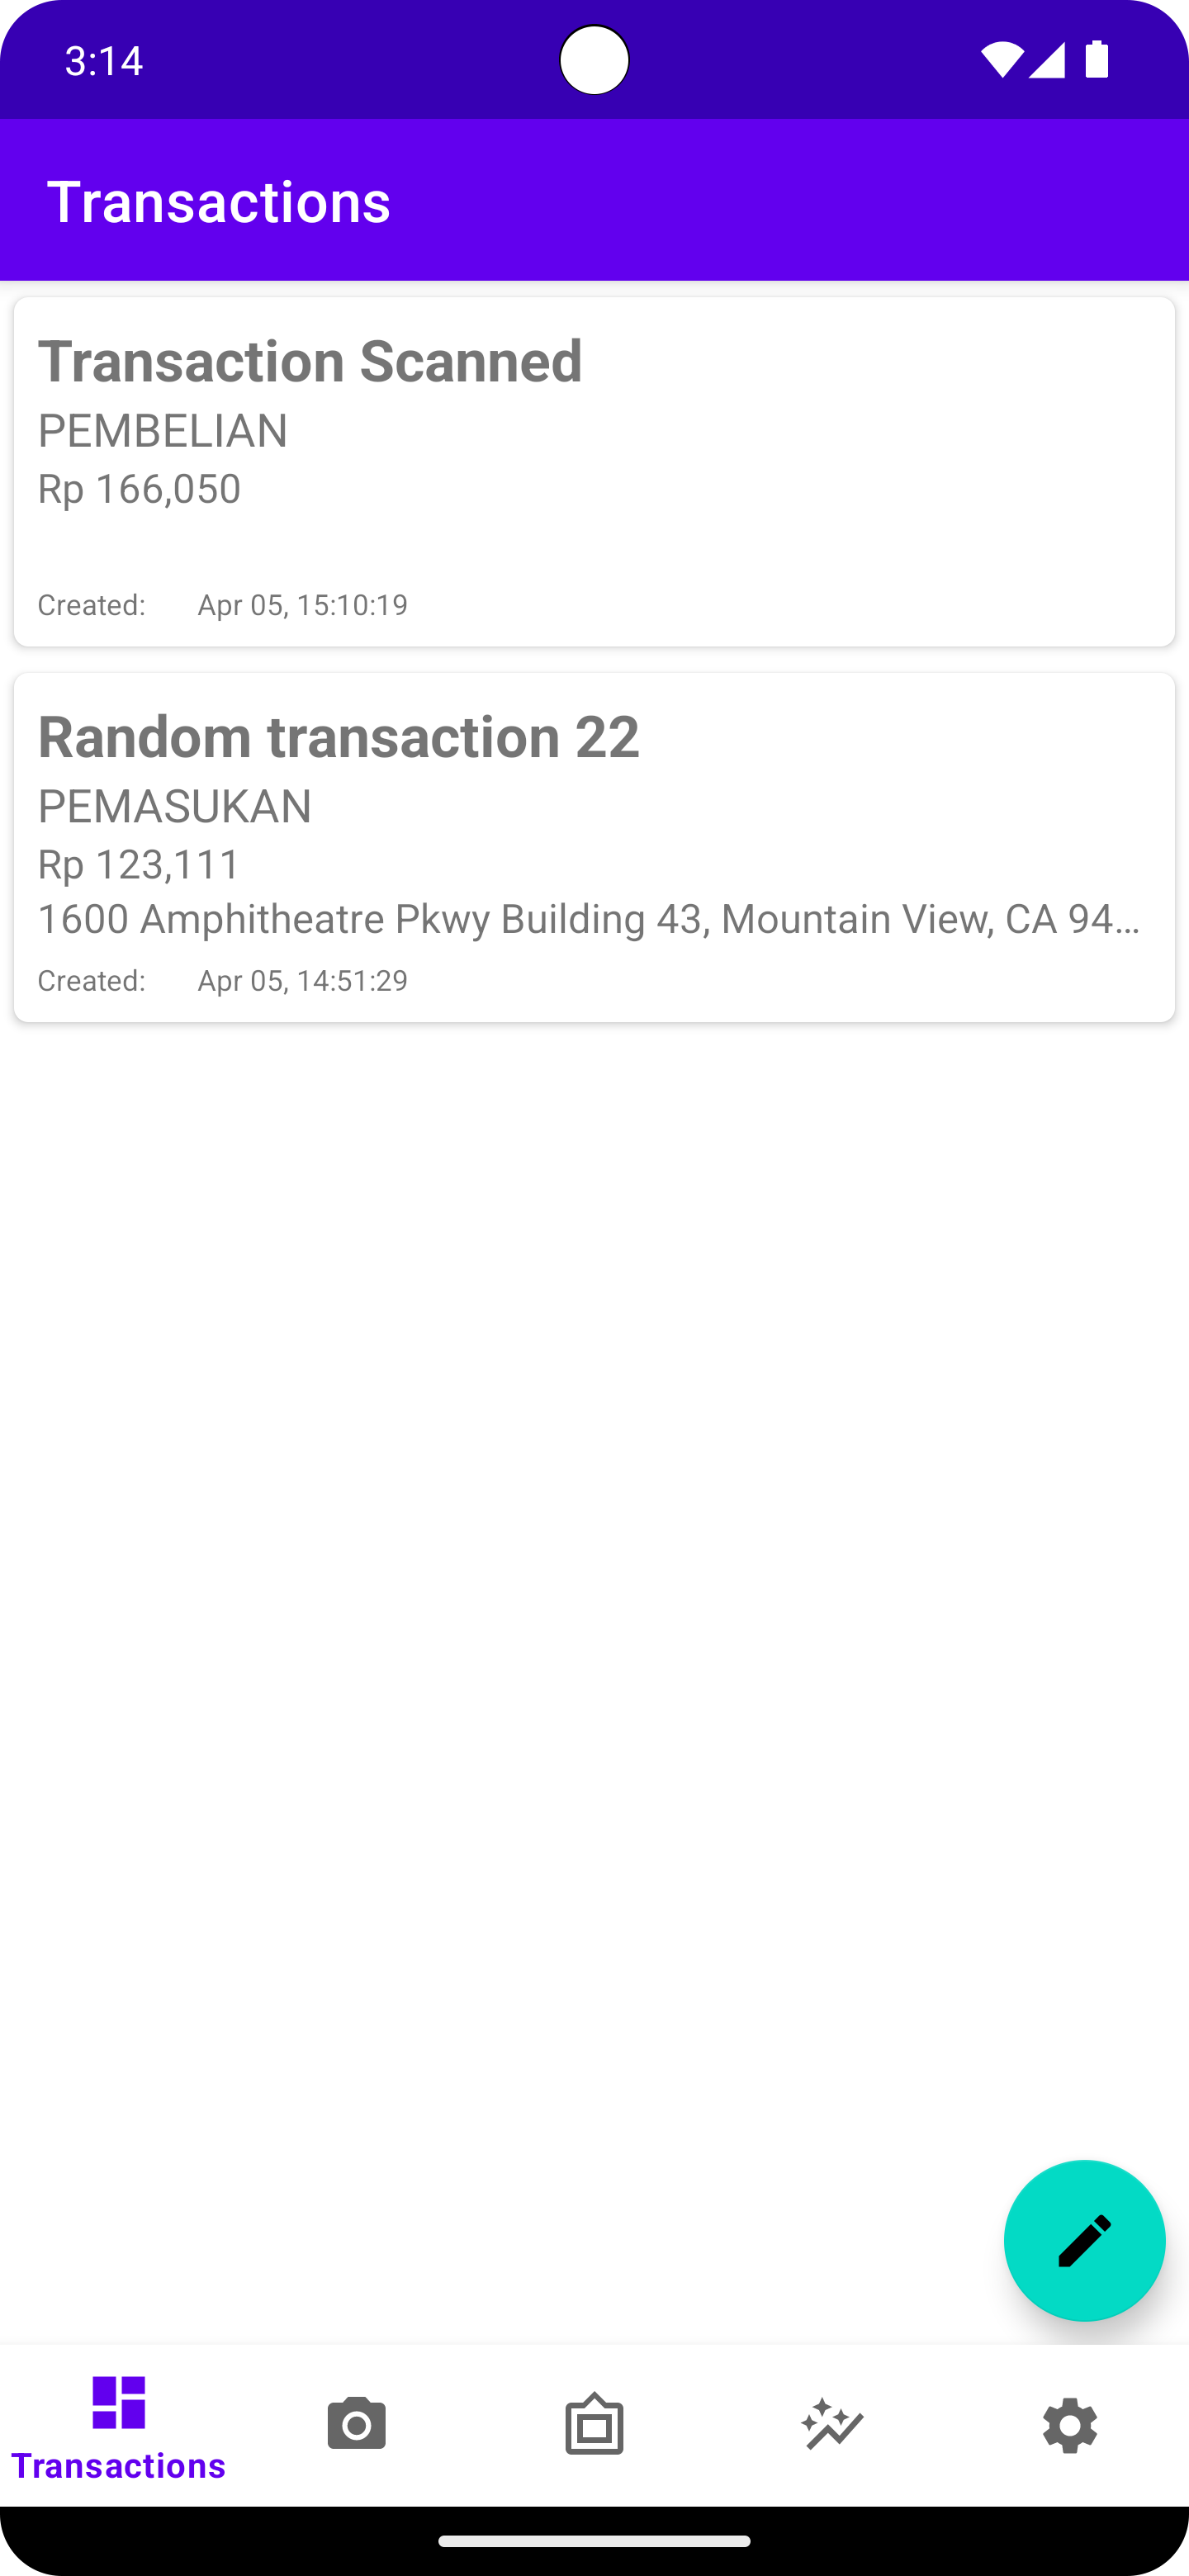 3:14
Transactions
Transaction Scanned
PEMBELIAN
Rp 166,050
Created: Apr 05, 15:10:19
Random transaction 22
PEMASUKAN
Rp 123,111
1600 Amphitheatre Pkwy Building 43, Mountain View, CA 94...
Created: Apr 05, 14:51:29
Transactions